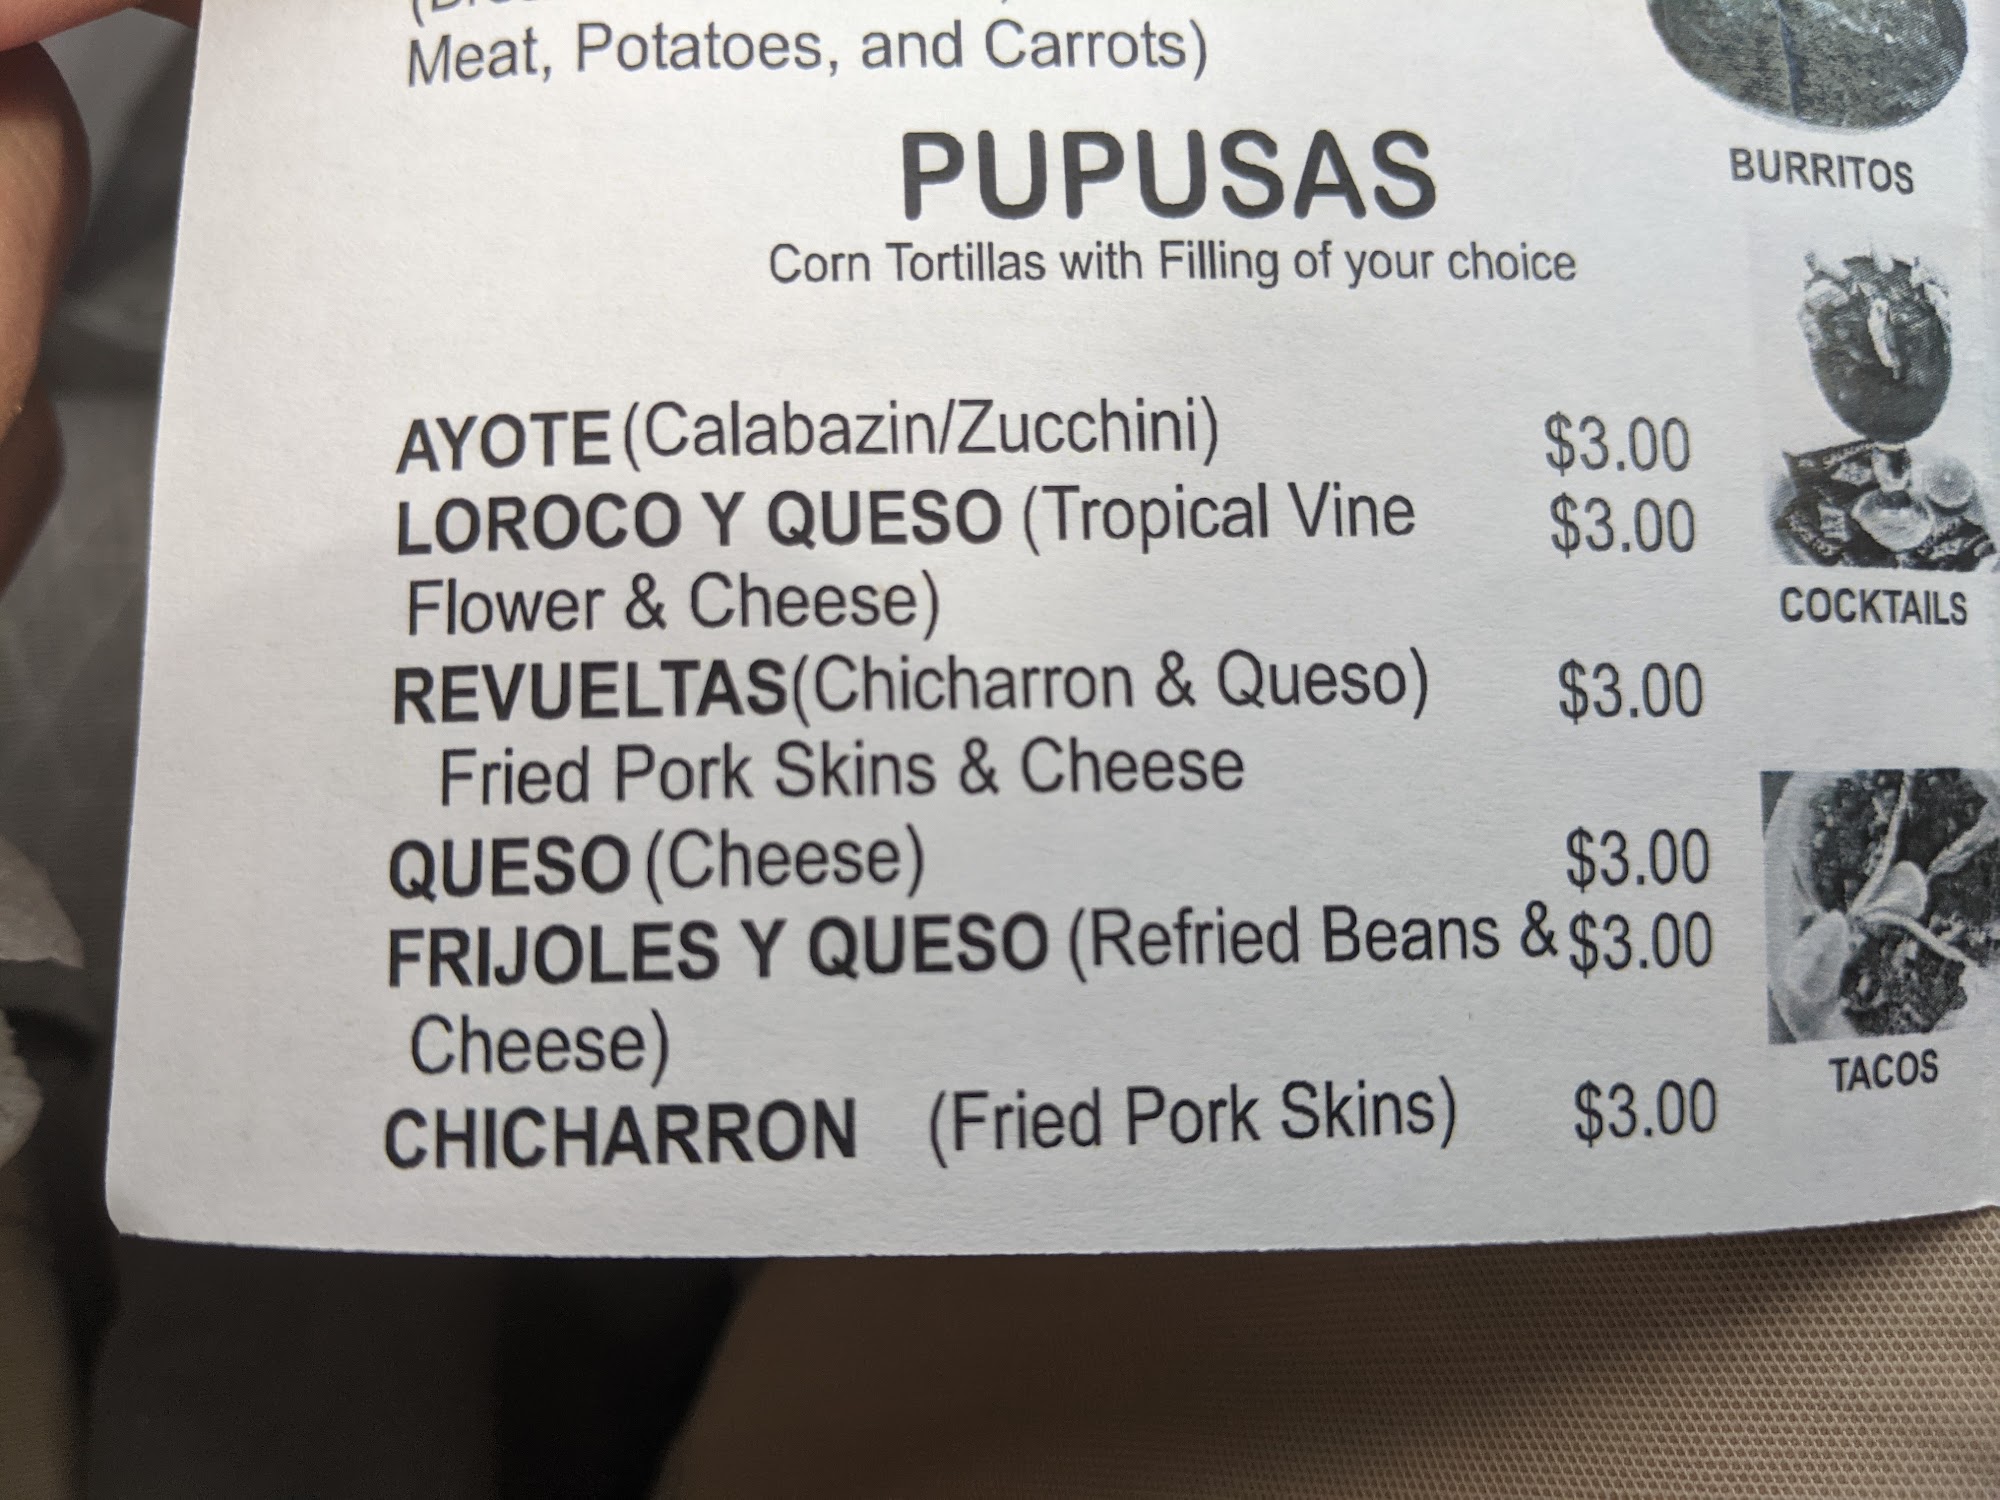 Meat, Potatoes, and Carrots)
PUPUSAS
Corn Tortillas with Filling of your choice
AYOTE (Calabazin/Zucchini) $3.00
LOROCO Y QUESO (Tropical Vine $3.00
Flower & Cheese)
REVUELTAS(Chicharron & Queso) $3.00
Fried Pork Skins & Cheese
QUESO (Cheese) $3.00
FRIJOLES Y QUESO (Refried Beans & $3.00
Cheese)
CHICHARRON (Fried Pork Skins) $3.00
BURRITOS
COCKTAILS
TACOS